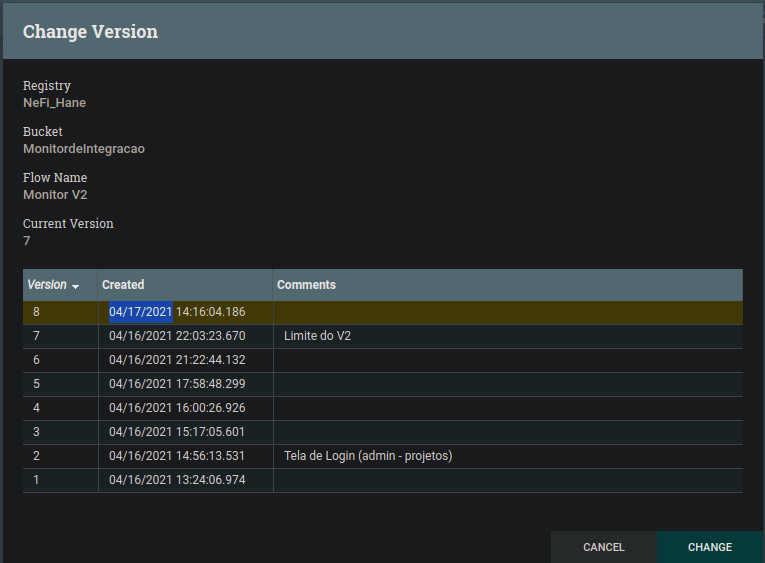 Change Version
Registry
NeFi_Hane
Bucket
MonitordeIntegracao
Flow Name
Monitor V2
Current Version
7
Version Created Comments
8 04/17/2021 14:16:04.186
7 04/16/2021 22:03:23.670 Limite do V2
6 04/16/2021 21:22:44.132
5 04/16/2021 17:58:48.299
4 04/16/2021 16:00:26.926
3 04/16/2021 15:17:05.601
2 04/16/2021 14:56:13.531 Tela de Login (admin - projetos)
1 04/16/2021 13:24:06.974
CANCEL CHANGE